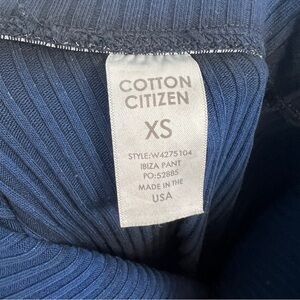 COTTON
CITIZEN
XS
STYLE:W4275104
IBIZA PANT
PO:52885
MADE IN THE
USA